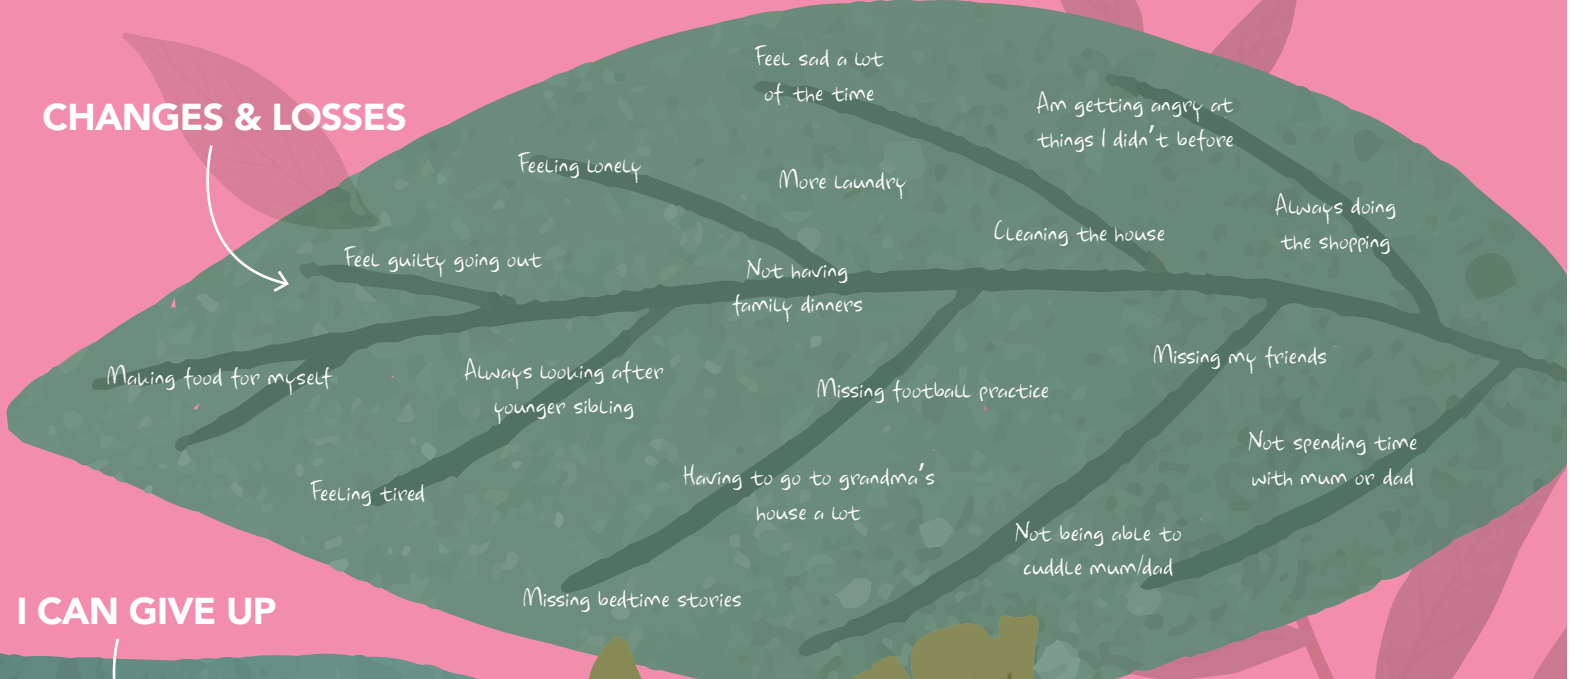 CHANGES & LOSSES
Feel sad a lot
of the time
Am getting angry at
things I didn't before
Feeling lonely
More laundry
Always doing
the shopping
Cleaning the house
Feel guilty going out
Not having
family dinners
Making food for myself
Always looking after
younger sibling
Missing football practice
Missing my friends
Not spending time
with mum or dad
Feeling tired
Having to go to grandma's
house a lot
Not being able to
cuddle mum/dad
Missing bedtime stories
I CAN GIVE UP